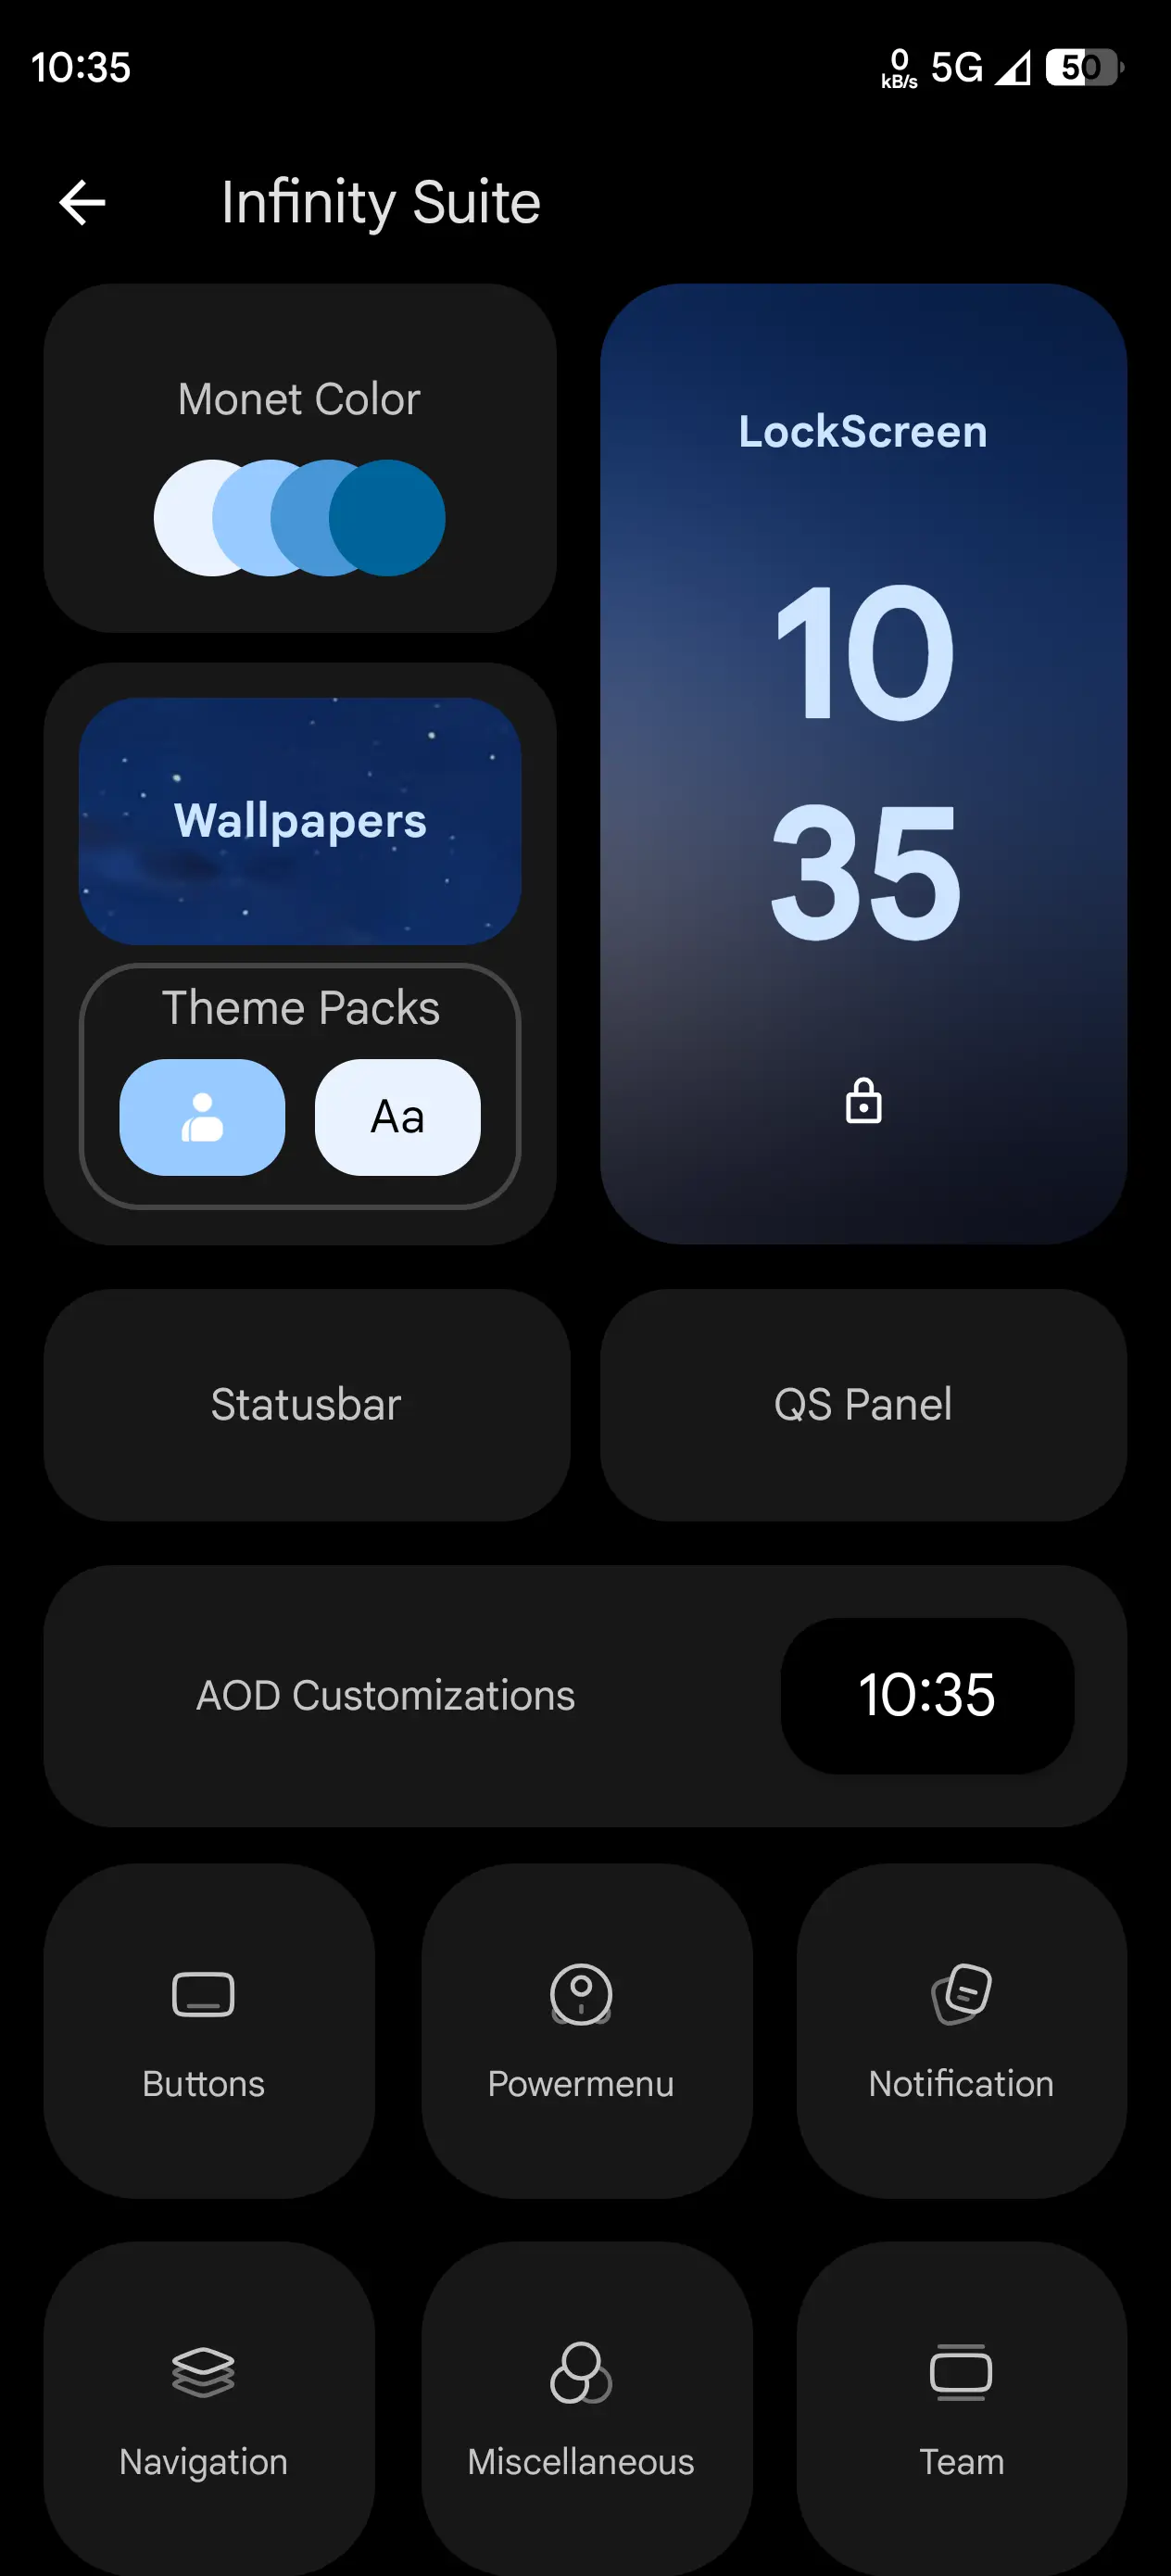 10:35
0
kB/s
5G
50
Infinity Suite
Monet Color
LockScreen
10
35
Wallpapers
Theme Packs
Aa
Statusbar
QS Panel
AOD Customizations
10:35
Buttons
Powermenu
Notification
Navigation
Miscellaneous
Team